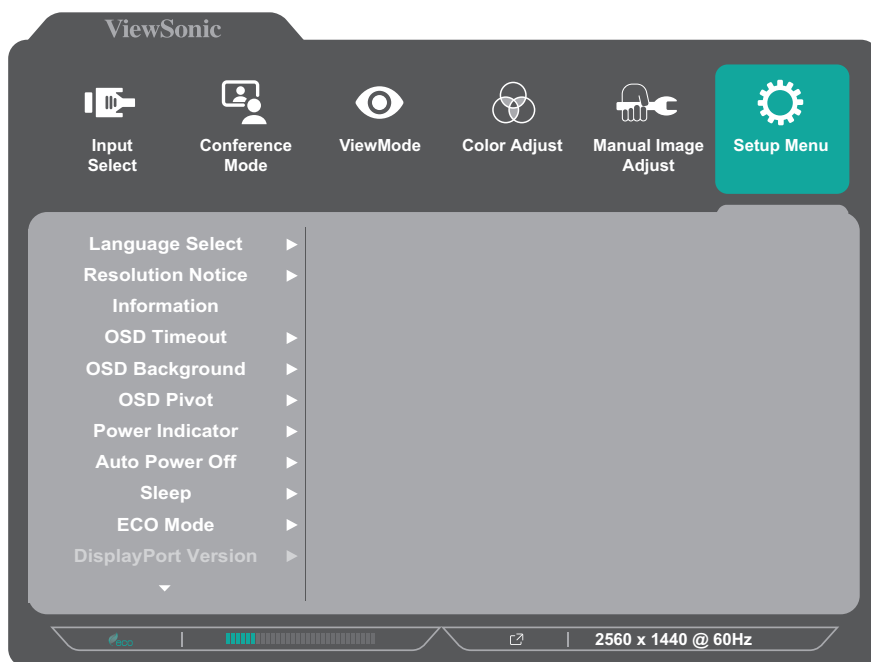 ViewSonic
Input
Select
Conference
Mode
ViewMode
Color Adjust
Manual Image
Adjust
Setup Menu
Language Select
Resolution Notice
Information
OSD Timeout
OSD Background
OSD Pivot
Power Indicator
Auto Power Off
Sleep
ECO Mode
DisplayPort Version
eco
2560 x 1440 @ 60Hz